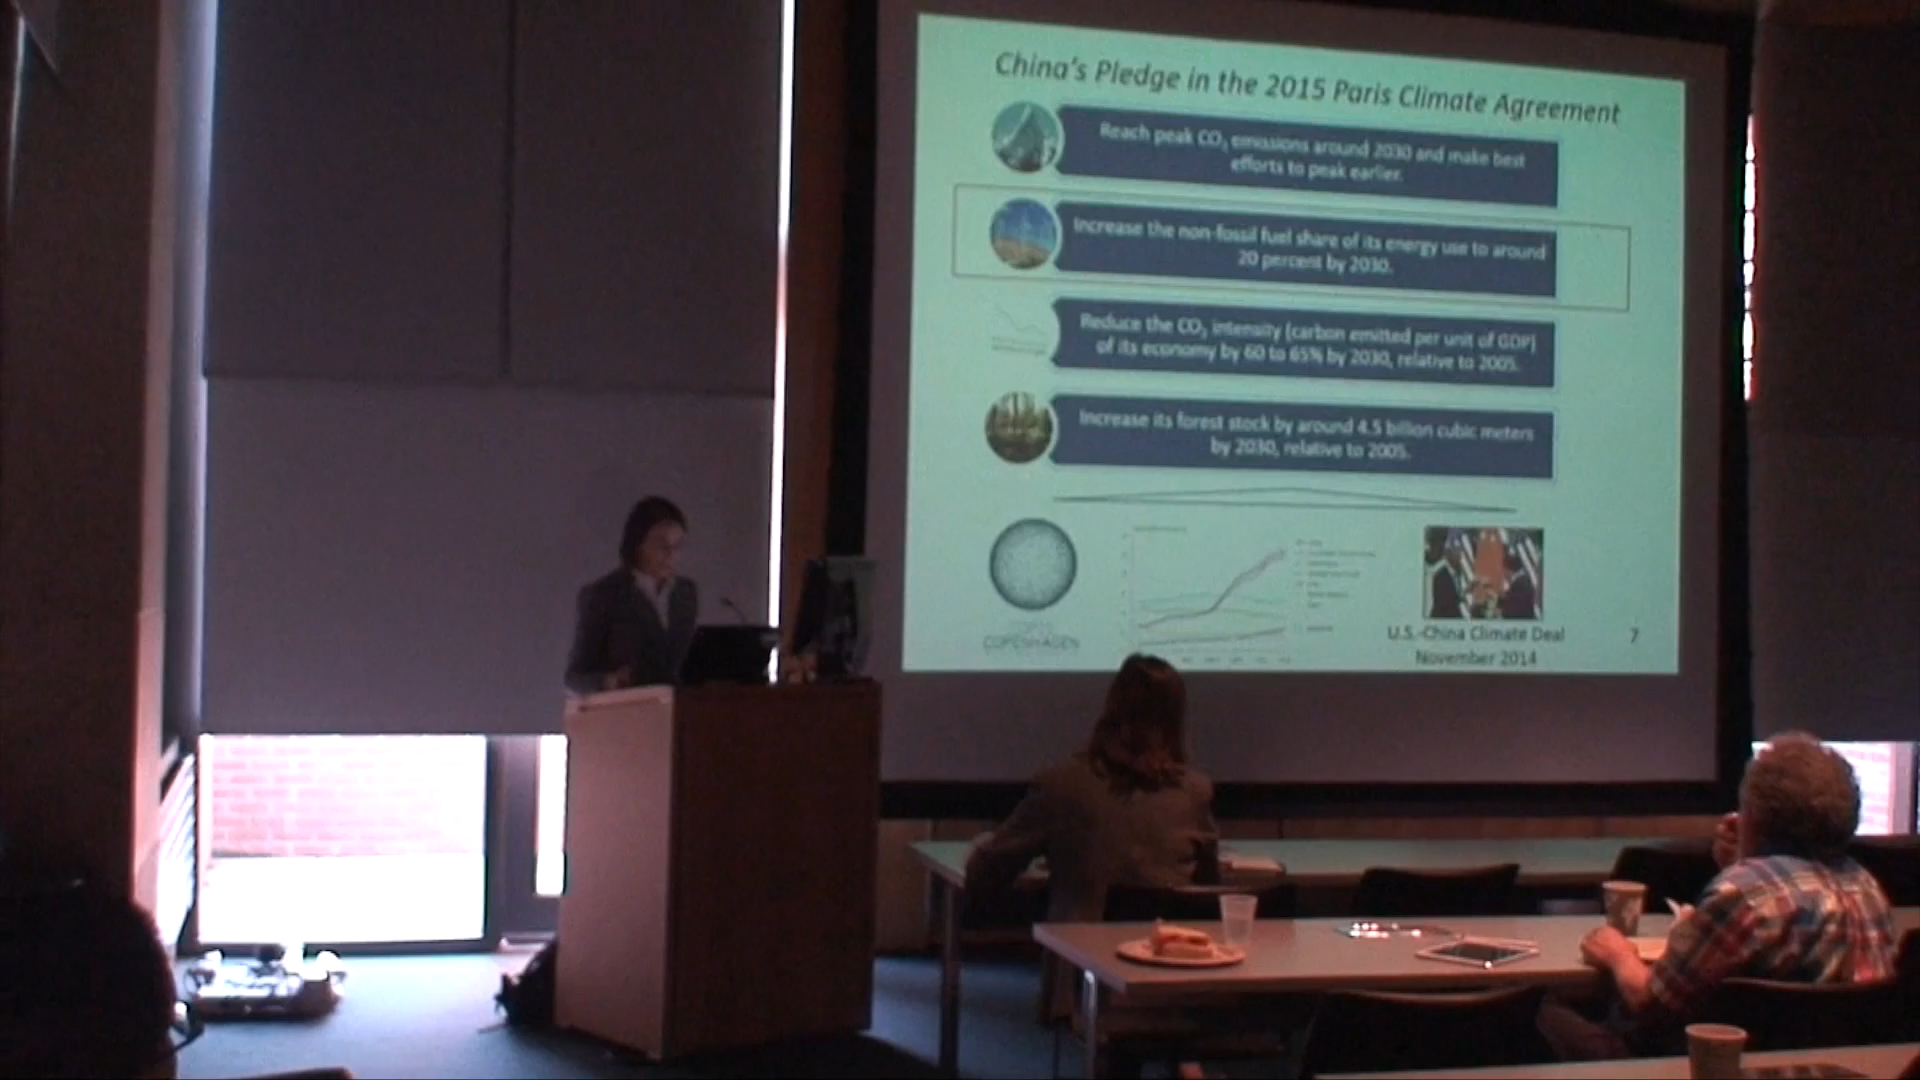 China's Pledge in the 2015 Paris Climate Agreement
Reach peak CO₂ emissions around 2030 and make best
efforts to peak earlier.
Increase the non-fossil fuel share of its energy use to around
20 percent by 2030.
Reduce the CO₂ intensity (carbon emitted per unit of GDP)
of its economy by 60 to 65% by 2030, relative to 2005.
Increase its forest stock by around 4.5 billion cubic meters
by 2030, relative to 2005.
COPENHAGEN
U.S.-China Climate Deal
November 2014
7